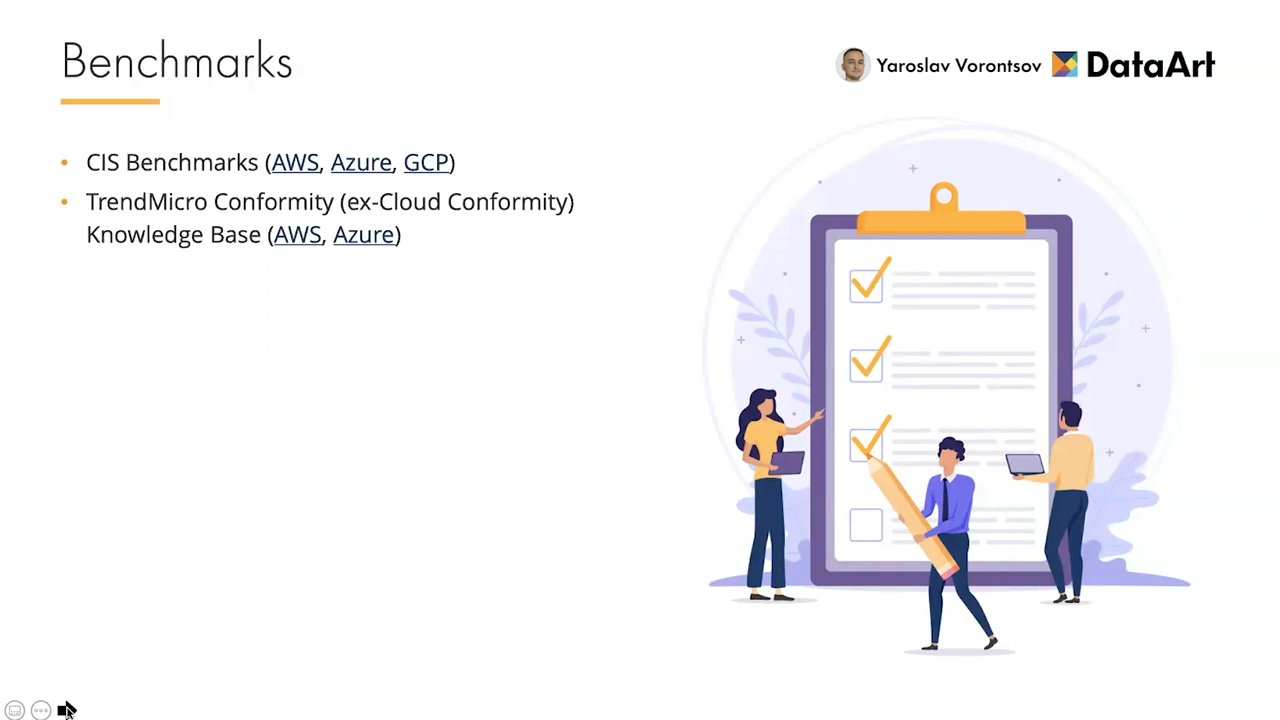 Benchmarks
Yaroslav Vorontsov DataArt
• CIS Benchmarks (AWS, Azure, GCP)
• TrendMicro Conformity (ex-Cloud Conformity)
Knowledge Base (AWS, Azure)